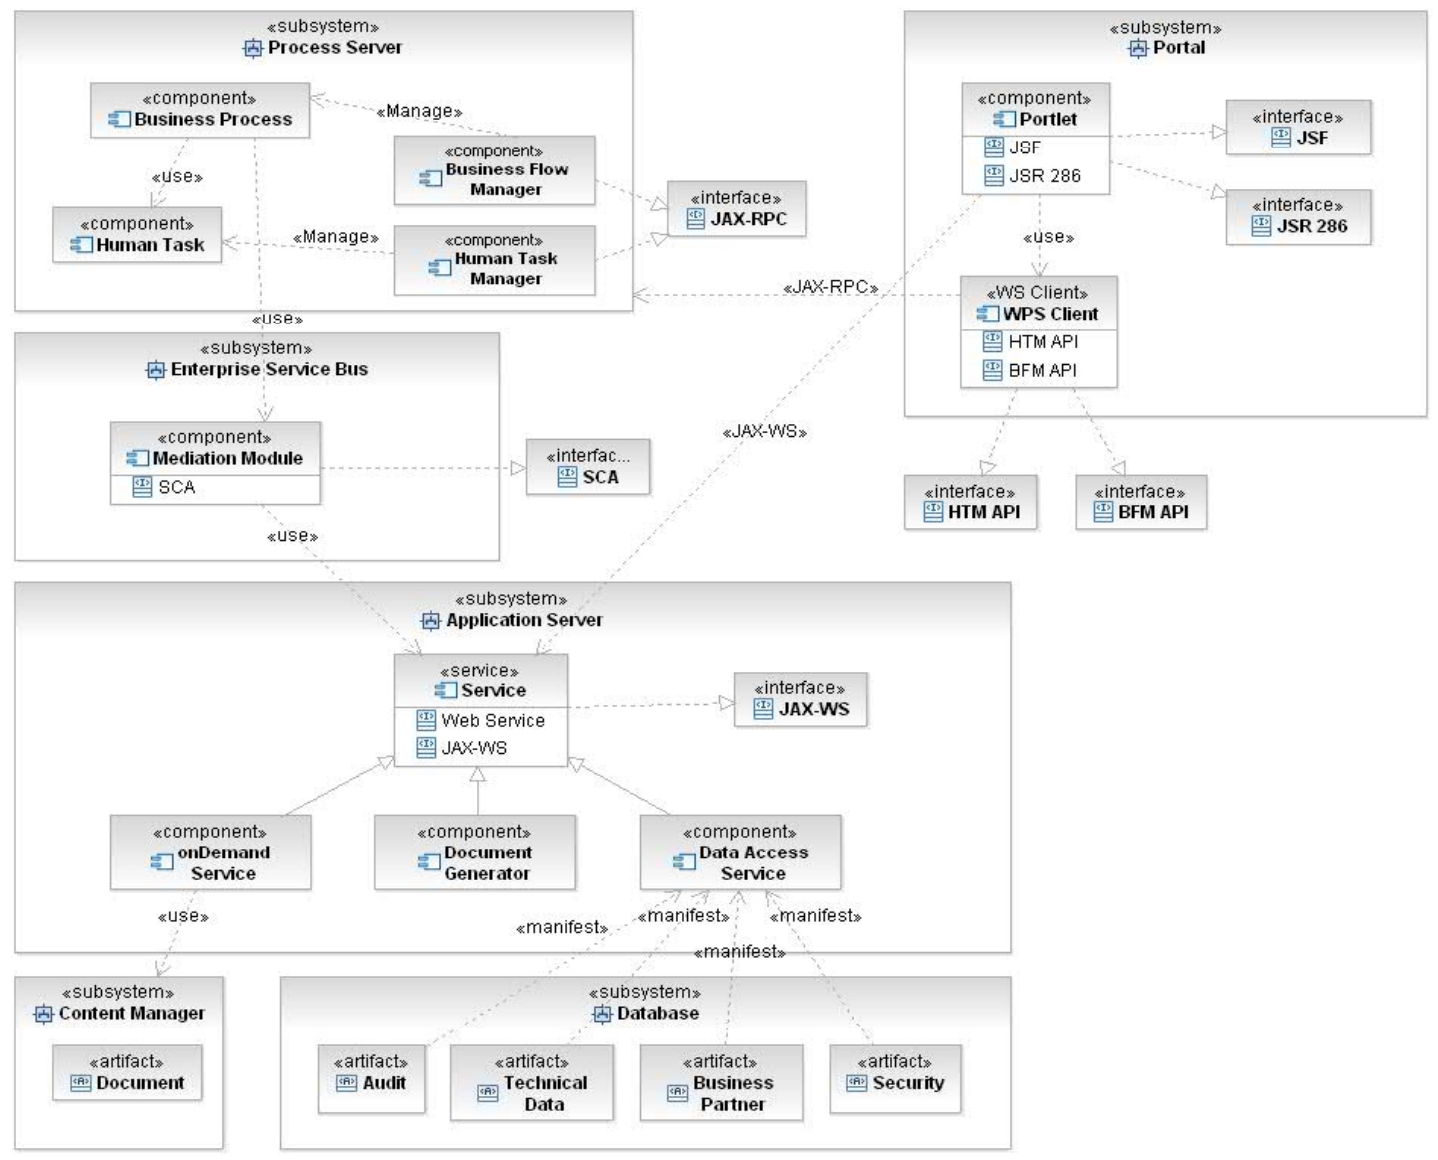 «subsystem»
Process Server
«component»
Business Process
«Manage»
«component»
Business Flow
Manager
«use»
«component»
Human Task
«Manage»
«component»
Human Task
Manager
«interface»
JAX-RPC
«use»
«subsystem»
Portal
«component»
Portlet
JSF
JSR 286
«interface»
JSF
«interface»
JSR 286
«use»
«JAX-RPC»
«WS Client»
WPS Client
HTM API
BFM API
«JAX-WS»
«interface»
HTM API
«interface»
BFM API
«subsystem»
Enterprise Service Bus
«component»
Mediation Module
SCA
«interfac...
SCA
«use»
«subsystem»
Application Server
«service»
Service
Web Service
JAX-WS
«interface»
JAX-WS
«component»
onDemand
Service
«component»
Document
Generator
«component»
Data Access
Service
«use»
«manifest»
«manifest»
«manifest»
«manifest»
«subsystem»
Content Manager
«artifact»
Document
«subsystem»
Database
«artifact»
Audit
«artifact»
Technical
Data
«artifact»
Business
Partner
«artifact»
Security